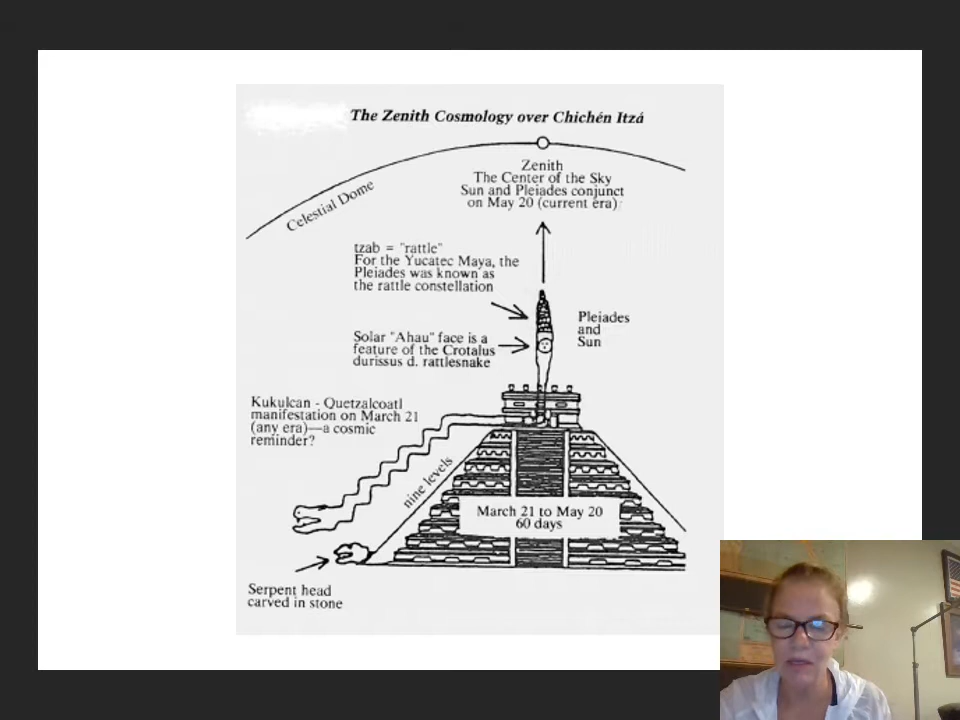 The Zenith Cosmology over Chichén Itzá
Celestial Dome
Zenith
The Center of the Sky
Sun and Pleiades conjunct
on May 20 (current era)
tzab = "rattle"
For the Yucatec Maya, the
Pleiades was known as
the rattle constellation
Solar "Ahau" face is a
feature of the Crotalus
durissus d. rattlesnake
Pleiades
and
Sun
Kukulcan - Quetzalcoatl
manifestation on March 21
(any era)—a cosmic
reminder?
nine levels
March 21 to May 20
60 days
Serpent head
carved in stone